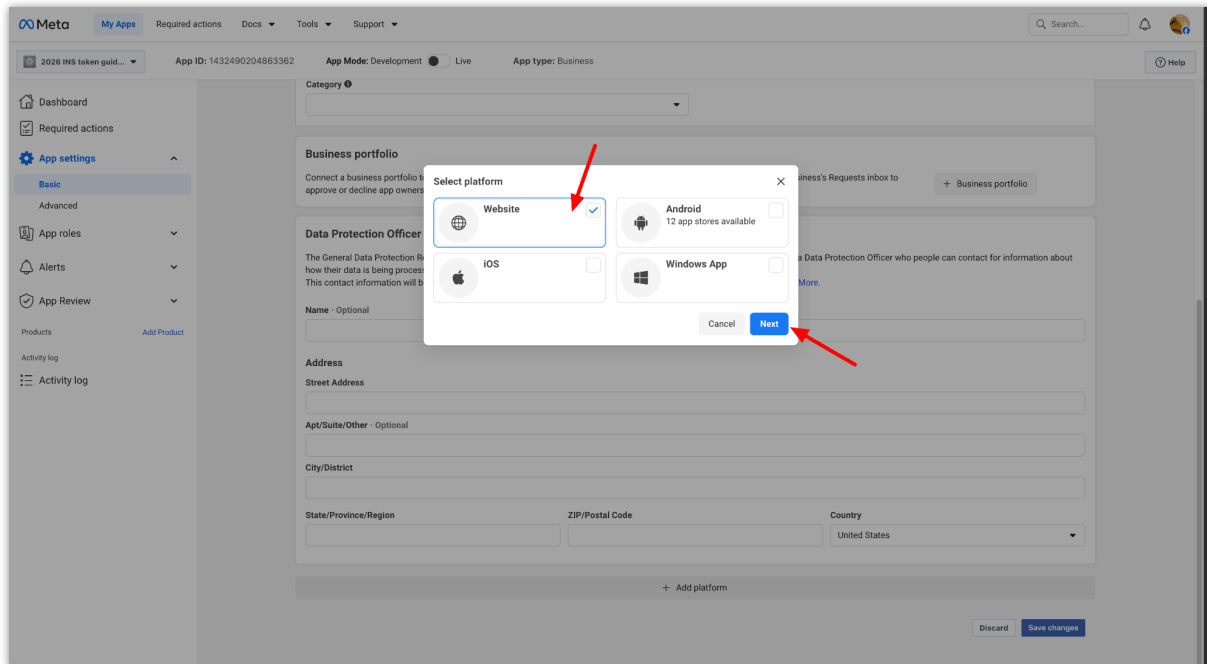 Meta
My Apps
Required actions
Docs
Tools
Support
Search...
2026 INS token guid...
App ID: 1432490204863362
App Mode: Development
Live
App type: Business
Help
Dashboard
Required actions
App settings
Basic
Advanced
App roles
Alerts
App Review
Products
Add Product
Activity log
Activity log
Category
Business portfolio
Connect a business portfolio t
siness's Requests inbox to
approve or decline app owners
+ Business portfolio
Select platform
Website
Android
12 app stores available
iOS
Windows App
Cancel
Next
Data Protection Officer
The General Data Protection R
a Data Protection Officer who people can contact for information about
how their data is being process
This contact information will b
More.
Name · Optional
Address
Street Address
Apt/Suite/Other · Optional
City/District
State/Province/Region
ZIP/Postal Code
Country
United States
+ Add platform
Discard
Save changes